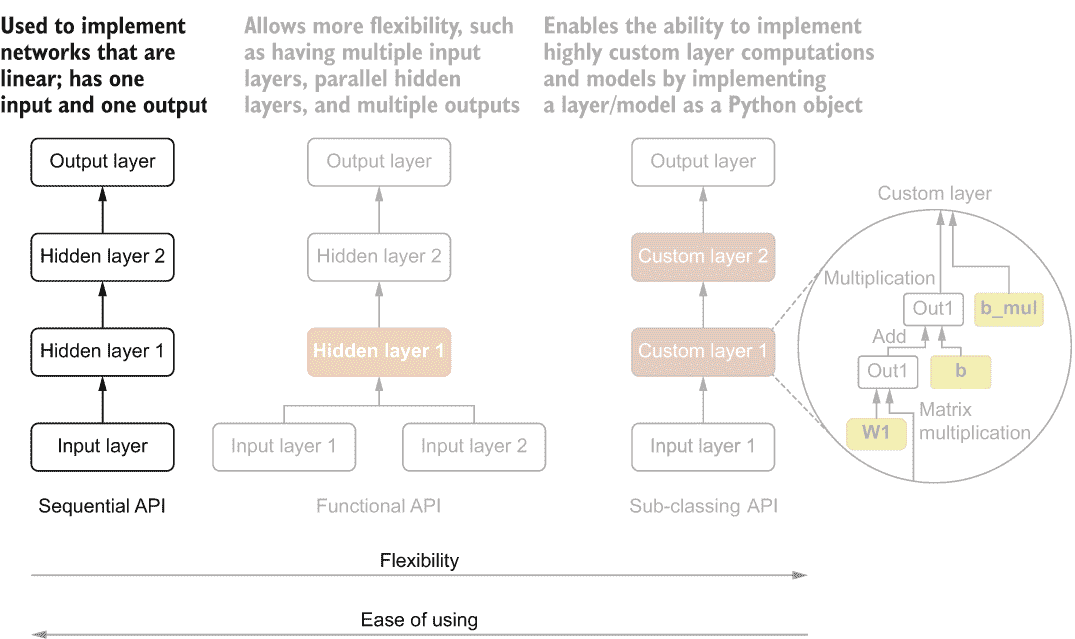 Used to implement
networks that are
linear; has one
input and one output
Allows more flexibility, such
as having multiple input
layers, parallel hidden
layers, and multiple outputs
Enables the ability to implement
highly custom layer computations
and models by implementing
a layer/model as a Python object
Output layer
Hidden layer 2
Hidden layer 1
Input layer
Sequential API
Output layer
Hidden layer 2
Hidden layer 1
Input layer 1
Input layer 2
Functional API
Output layer
Custom layer 2
Custom layer 1
Input layer 1
Sub-classing API
Custom layer
Multiplication
Out1
b_mul
Add
Out1
b
W1
Matrix
multiplication
Flexibility
Ease of using